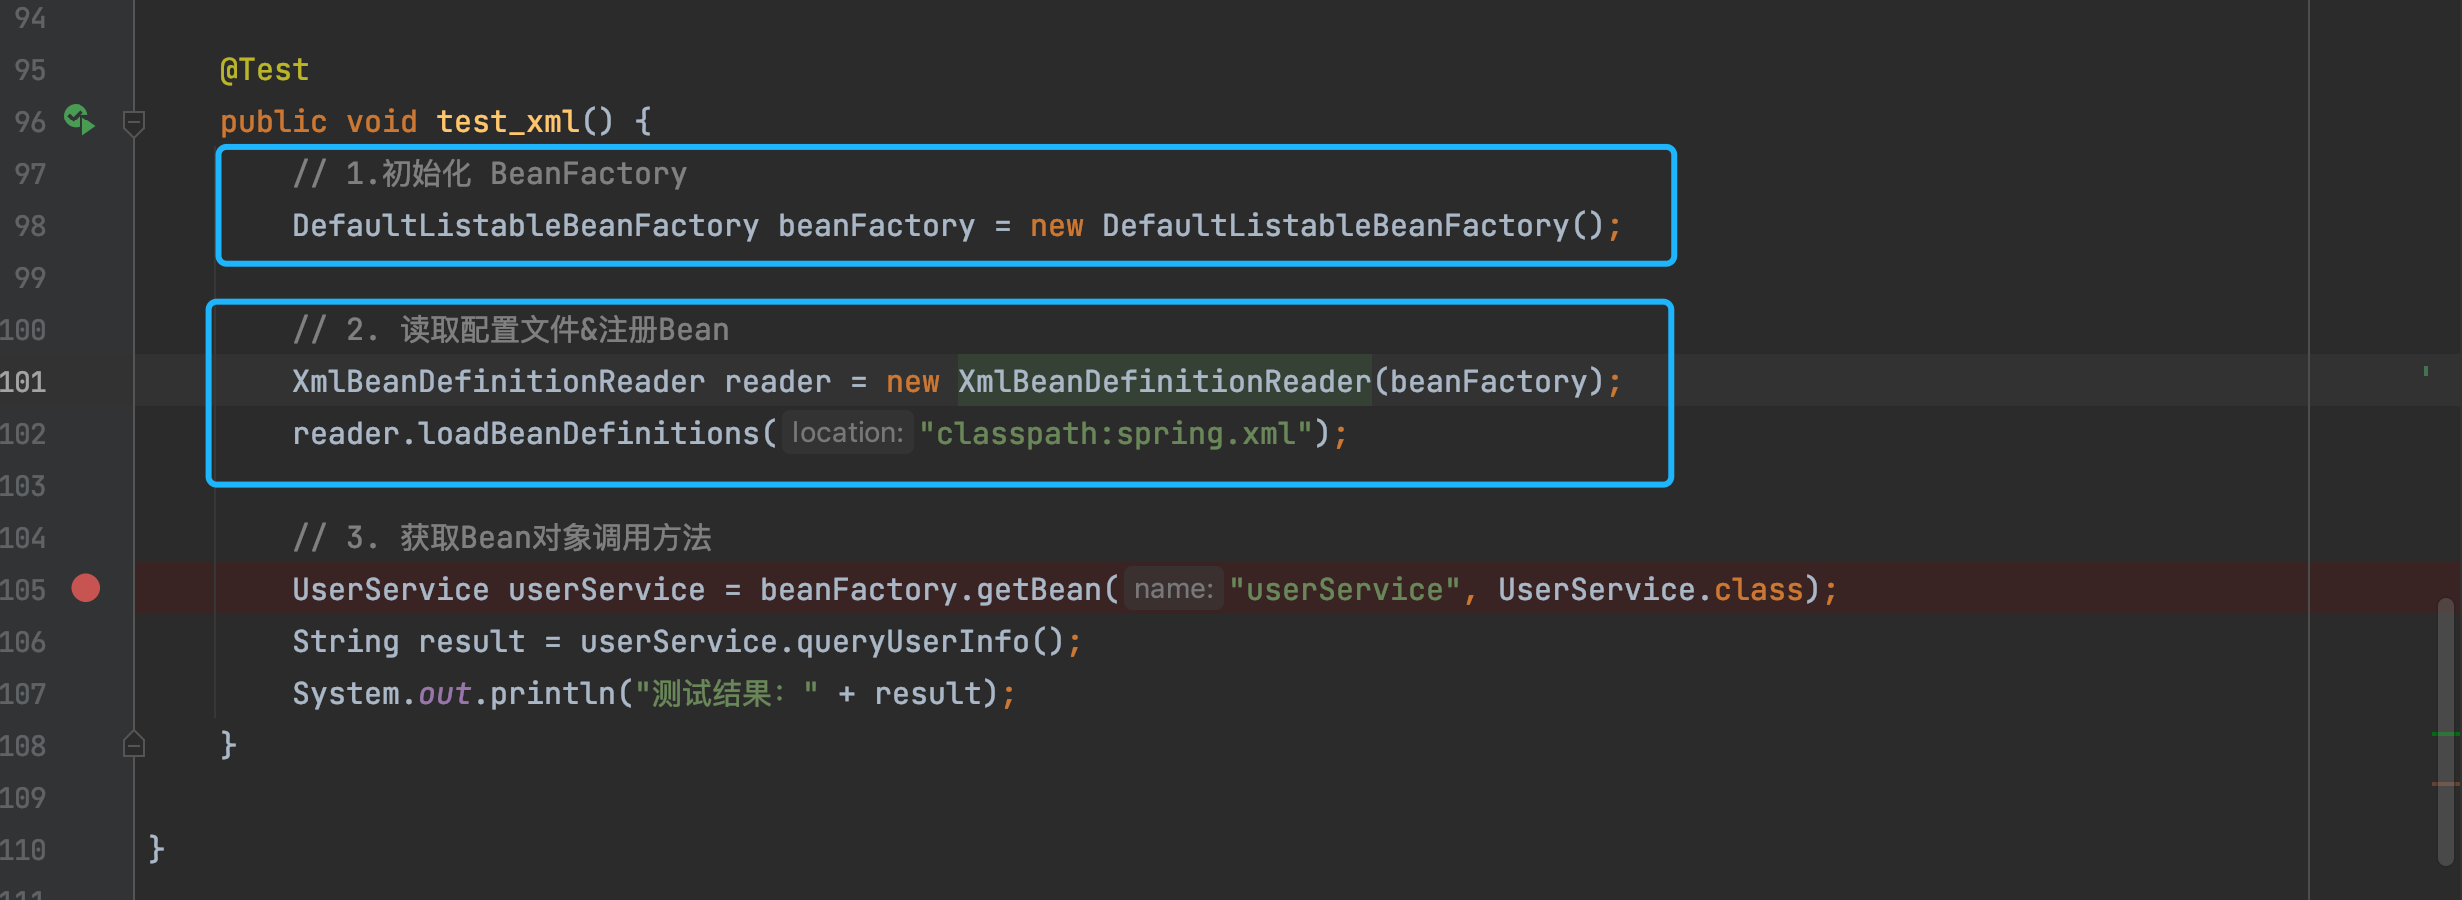 94
95 @Test
96 public void test_xml() {
97 // 1.初始化 BeanFactory
98 DefaultListableBeanFactory beanFactory = new DefaultListableBeanFactory();
99
100 // 2. 读取配置文件&注册Bean
101 XmlBeanDefinitionReader reader = new XmlBeanDefinitionReader(beanFactory);
102 reader.loadBeanDefinitions( location: "classpath:spring.xml");
103
104 // 3. 获取Bean对象调用方法
105 UserService userService = beanFactory.getBean( name: "userService", UserService.class);
106 String result = userService.queryUserInfo();
107 System.out.println("测试结果：" + result);
108 }
109
110 }
111